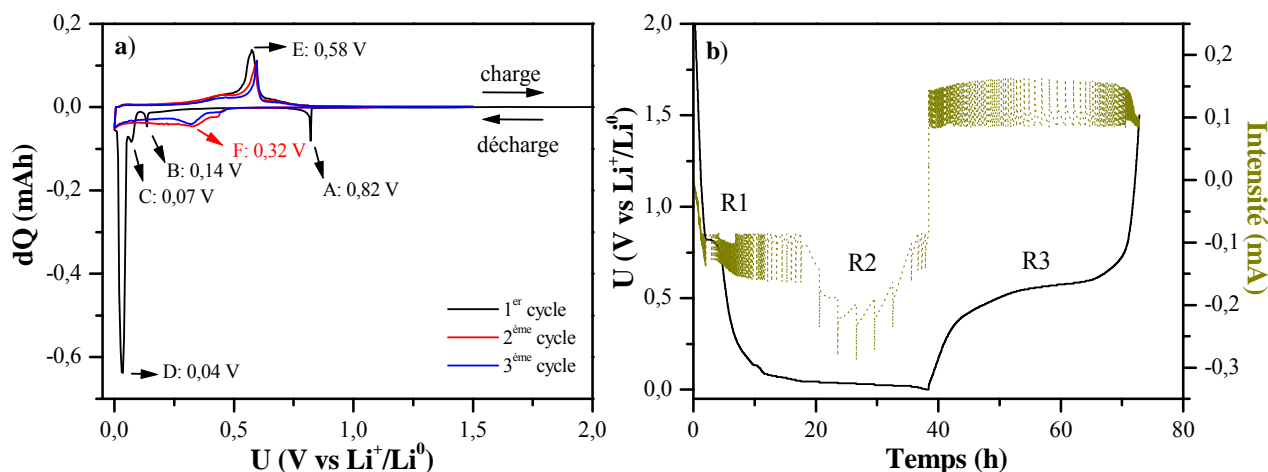 a)
0,2
0,0
-0,2
-0,4
-0,6
dQ (mAh)
E: 0,58 V
charge
décharge
F: 0,32 V
B: 0,14 V
C: 0,07 V
A: 0,82 V
D: 0,04 V
1er cycle
2ème cycle
3ème cycle
0,0 0,5 1,0 1,5 2,0
U (V vs Li+/Li0)
b)
2,0
1,5
1,0
0,5
0,0
U (V vs Li+/Li0)
R1
R2
R3
0,2
0,1
0,0
-0,1
-0,2
-0,3
Intensité (mA)
0 20 40 60 80
Temps (h)